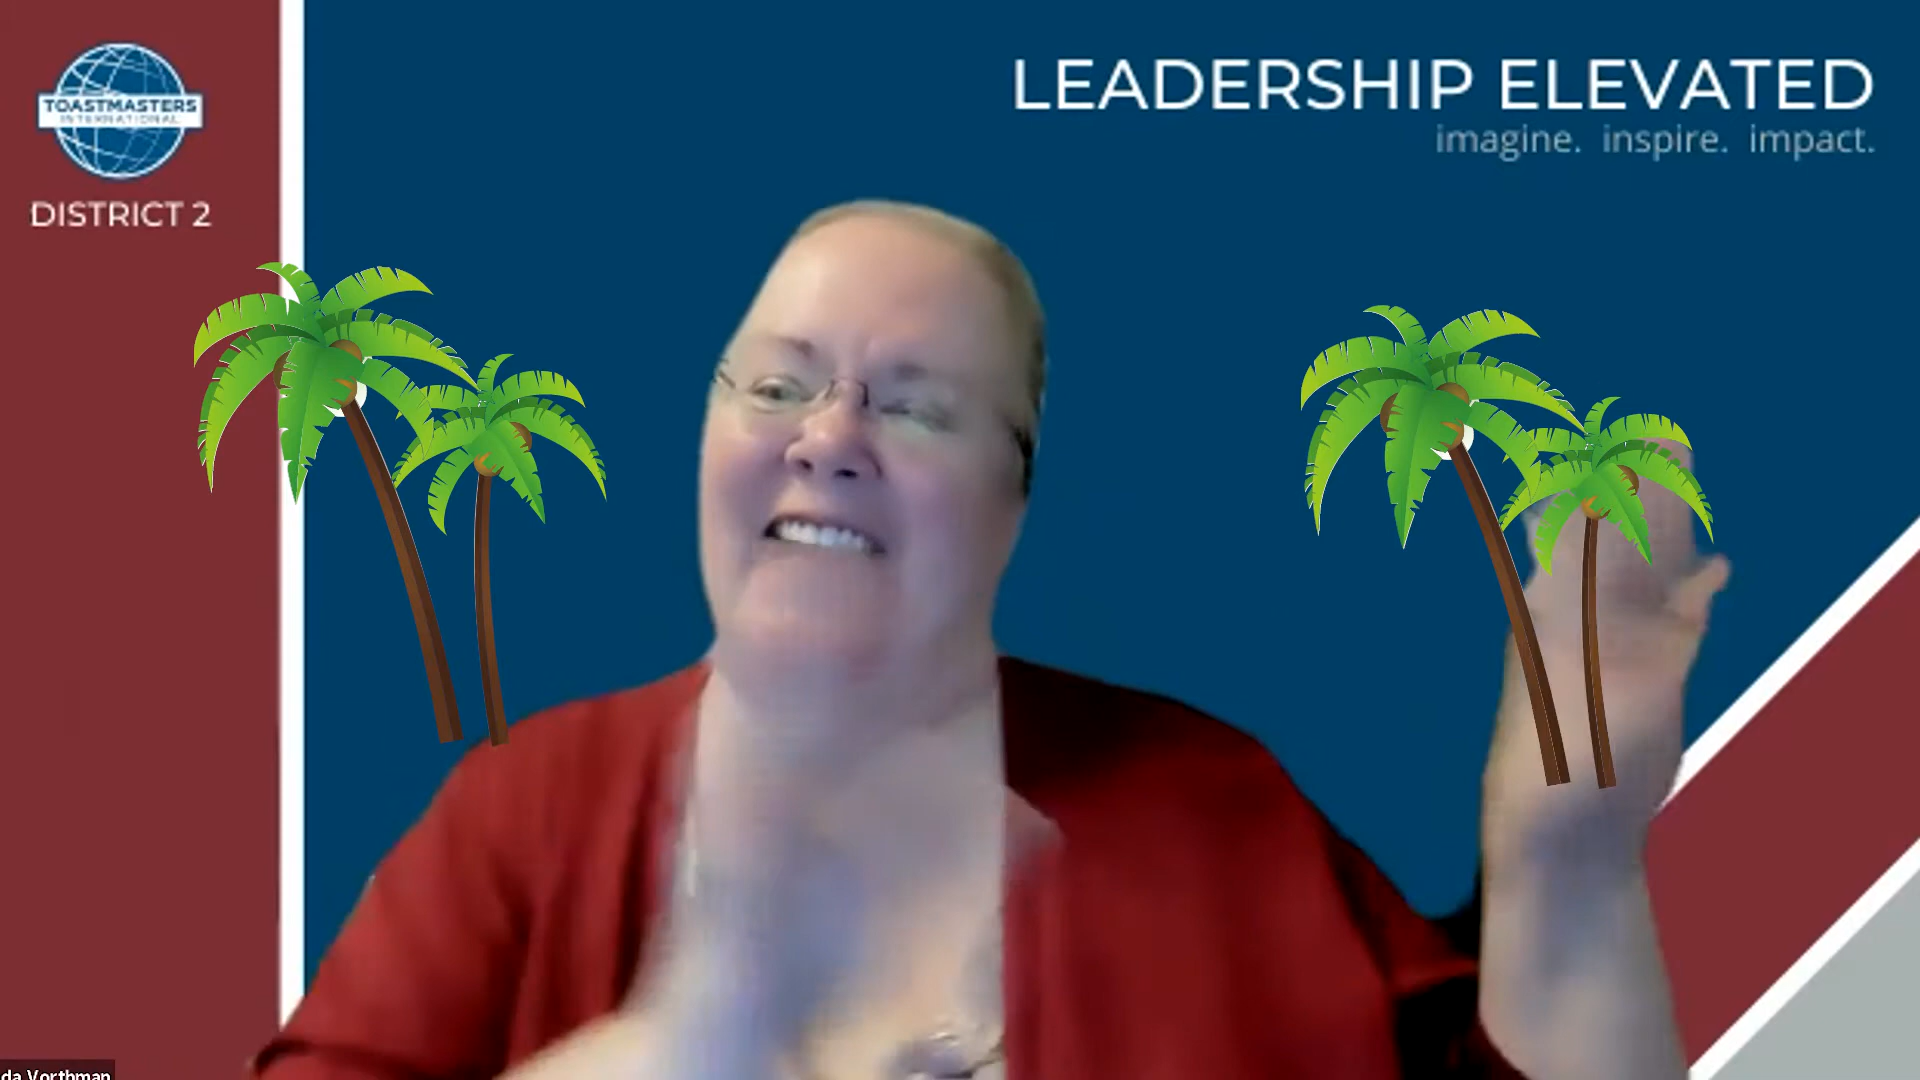 TOASTMASTERS
INTERNATIONAL
DISTRICT 2
LEADERSHIP ELEVATED
imagine. inspire. impact.
da Vorthman